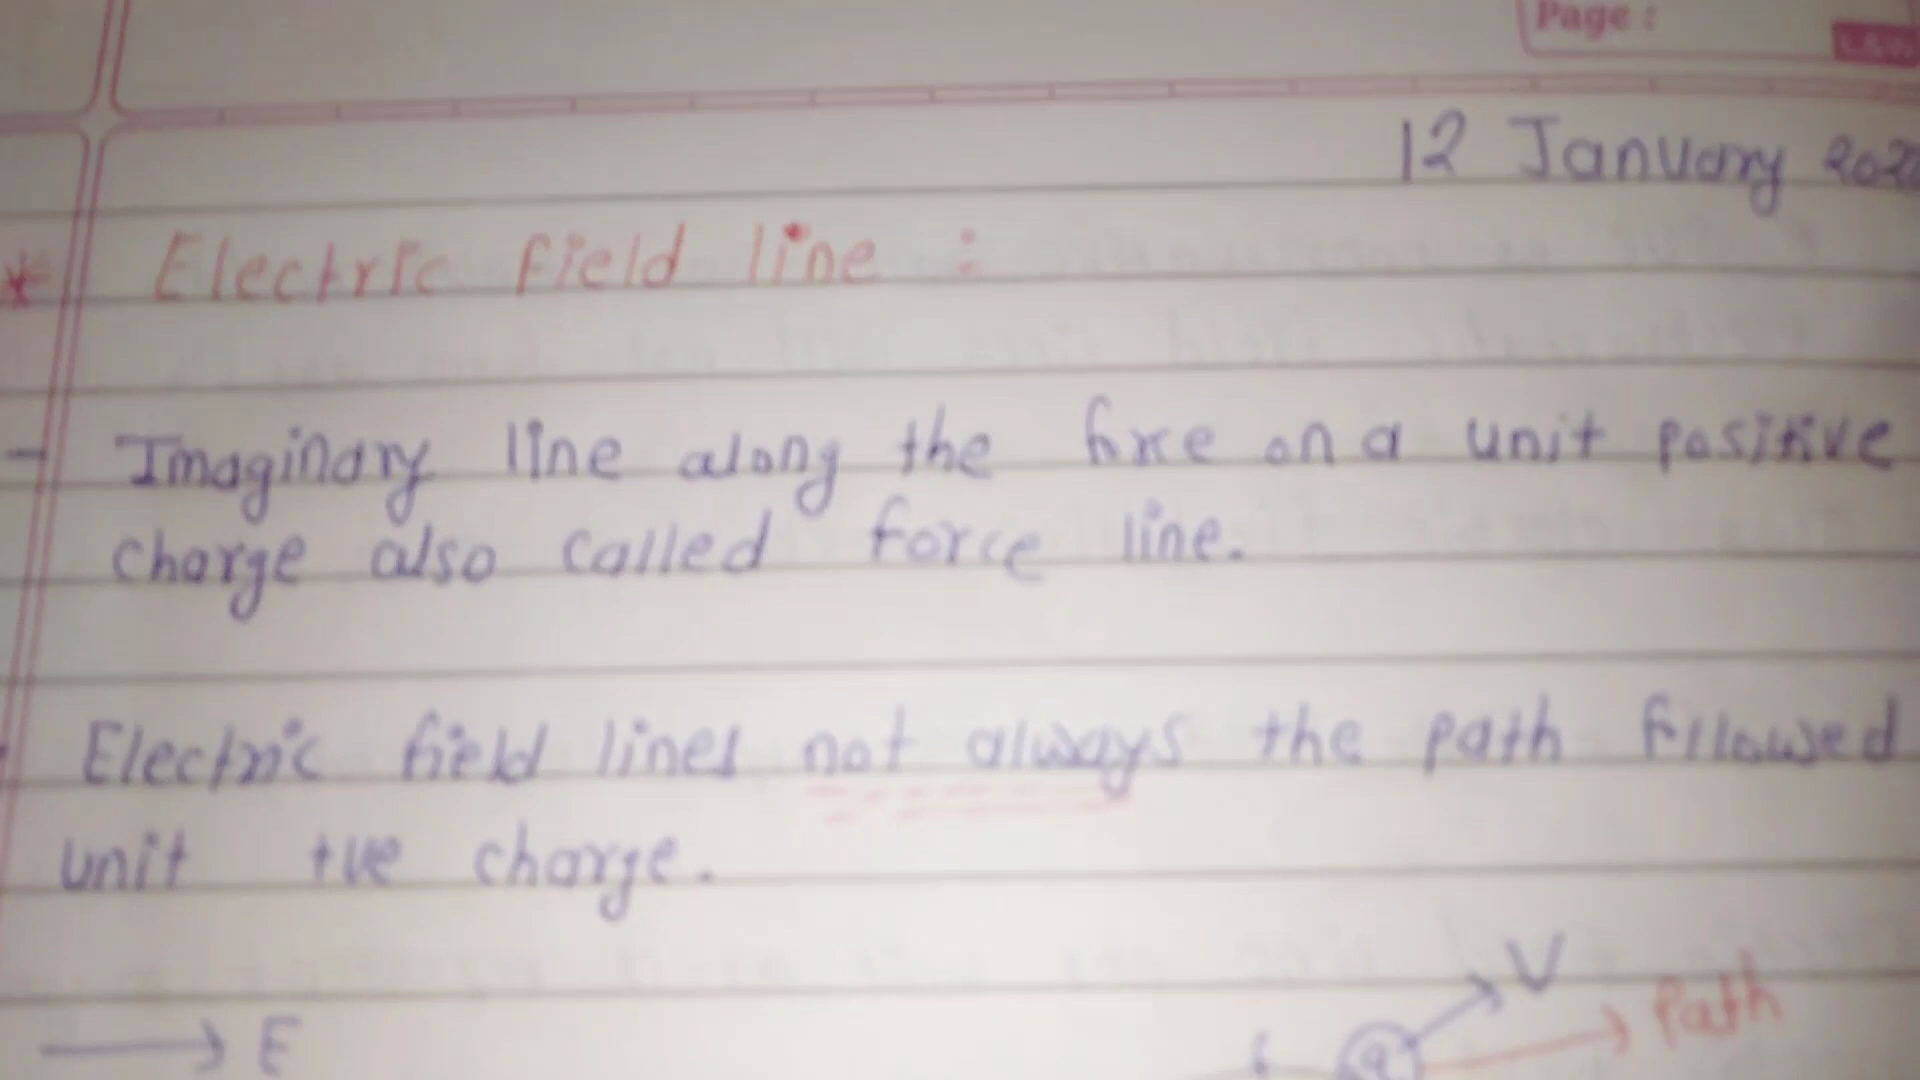 Page :
12 January
* Electric field line :
- Imaginary line along the force on a unit positive
charge also called force line.
Electric field lines not always the path followed
unit +ve charge.
V
Path
→ E
q